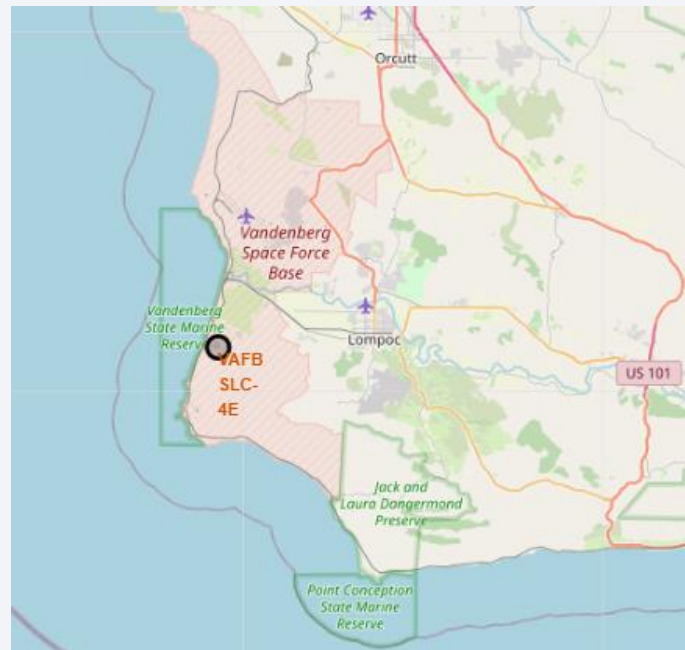 Orcutt
Vandenberg
Space Force
Base
Vandenberg
State Marine
Reserve
VAFB
SLC-
4E
Lompoc
US 101
Jack and
Laura Dangermond
Preserve
Point Conception
State Marine
Reserve